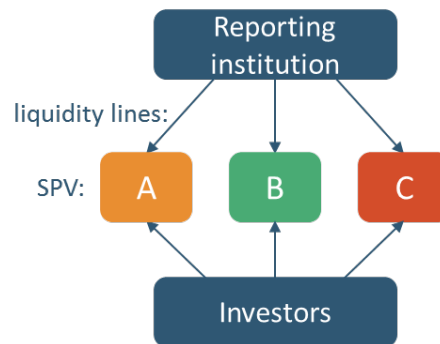 Reporting
institution
liquidity lines:
SPV:
A
B
C
Investors